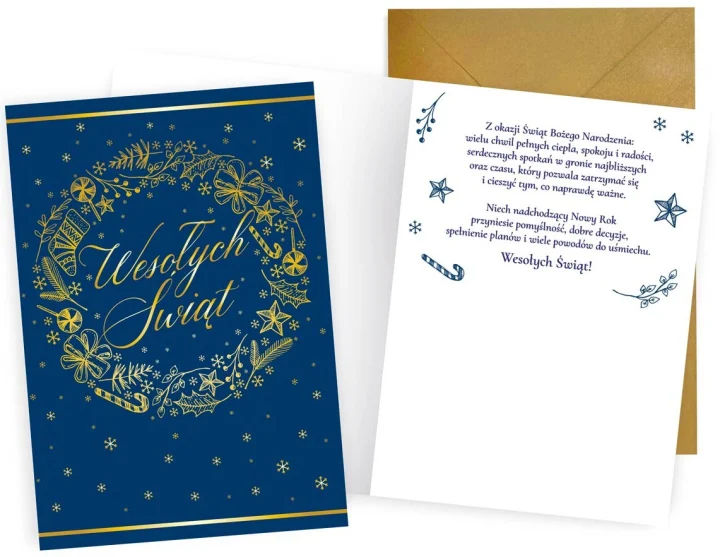 Wesołych
Świąt
Z okazji Świąt Bożego Narodzenia:
wielu chwil pełnych ciepła, spokoju i radości,
serdecznych spotkań w gronie najbliższych
oraz czasu, który pozwala zatrzymać się
i cieszyć tym, co naprawdę ważne.
Niech nadchodzący Nowy Rok
przyniesie pomyślność, dobre decyzje,
spełnienie planów i wiele powodów do uśmiechu.
Wesołych Świąt!